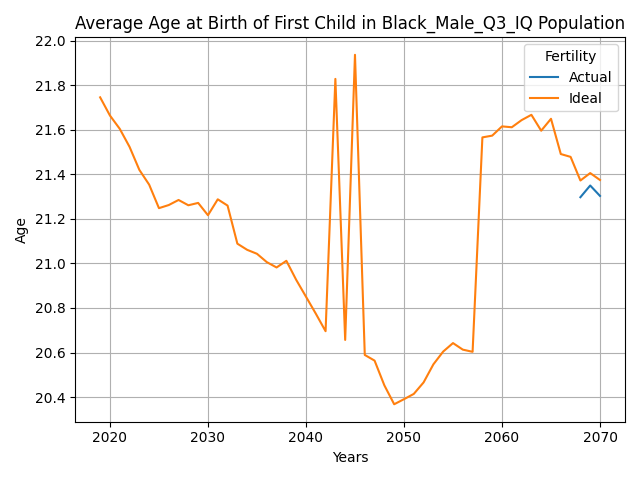 Average Age at Birth of First Child in Black_Male_Q3_IQ Population
22.0
21.8
21.6
21.4
21.2
21.0
20.8
20.6
20.4
Age
Fertility
Actual
Ideal
2020 2030 2040 2050 2060 2070
Years